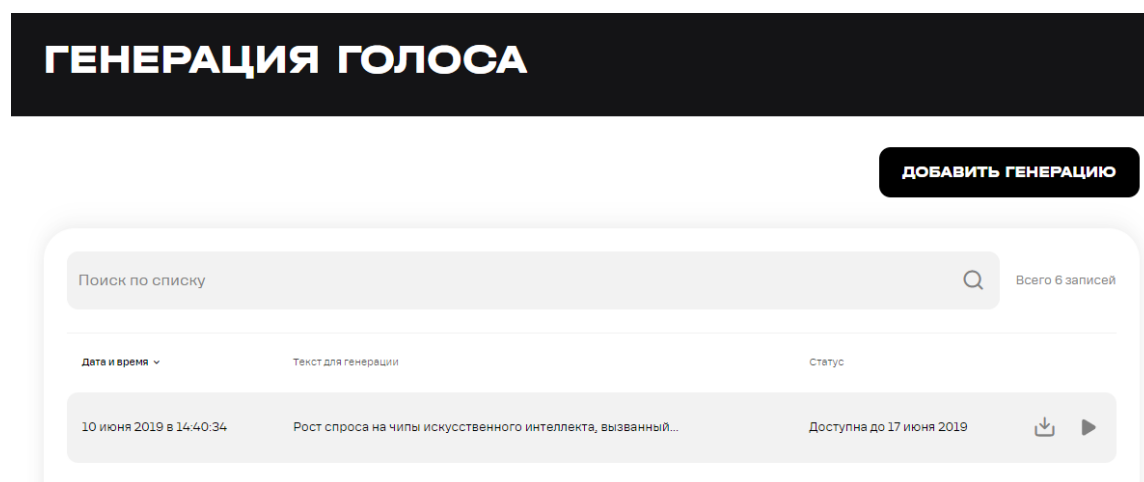 ГЕНЕРАЦИЯ ГОЛОСА
ДОБАВИТЬ ГЕНЕРАЦИЮ
Поиск по списку
Всего 6 записей
Дата и время
Текст для генерации
Статус
10 июня 2019 в 14:40:34
Рост спроса на чипы искусственного интеллекта, вызванный...
Доступна до 17 июня 2019